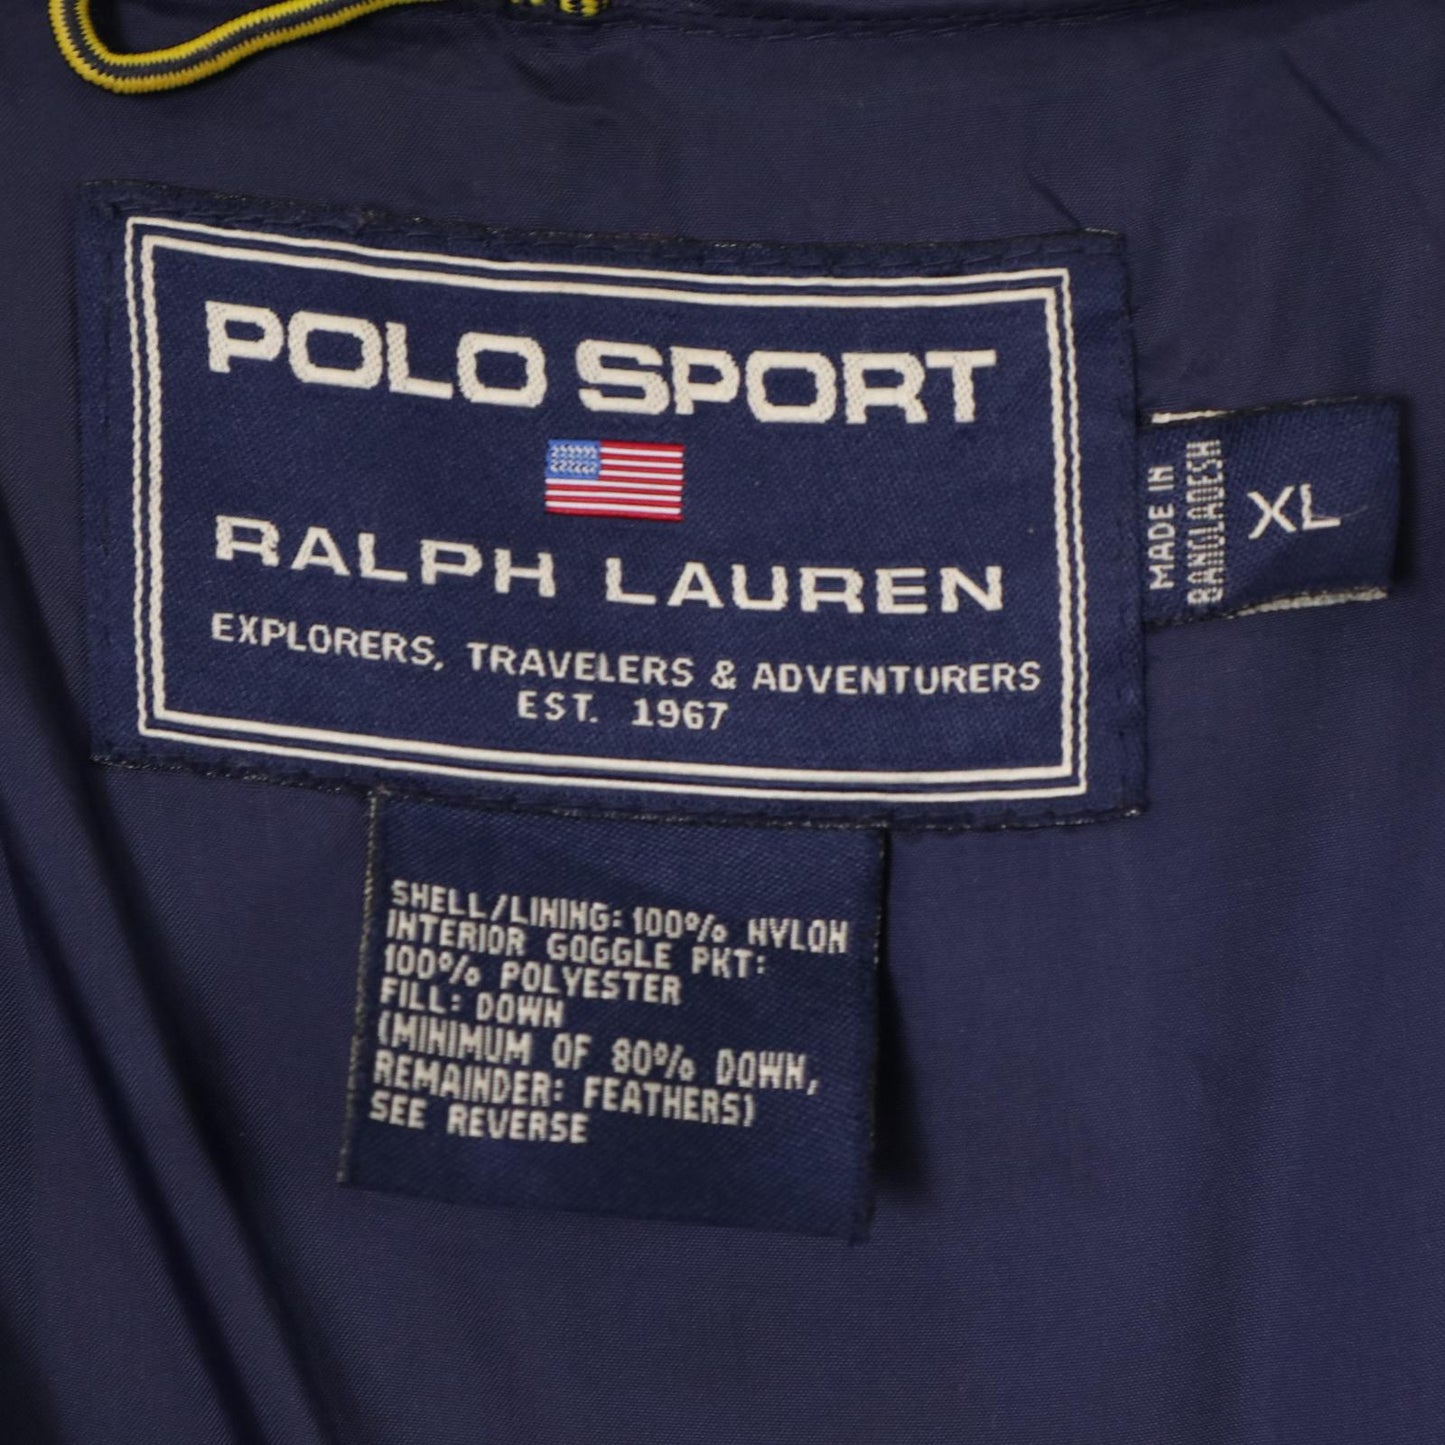 POLO SPORT
RALPH LAUREN
EXPLORERS, TRAVELERS & ADVENTURERS
EST. 1967
MADE IN
BANGLADESH
XL
SHELL/LINING: 100% NYLON
INTERIOR GOGGLE PKT:
100% POLYESTER
FILL: DOWN
(MINIMUM OF 80% DOWN,
REMAINDER: FEATHERS)
SEE REVERSE